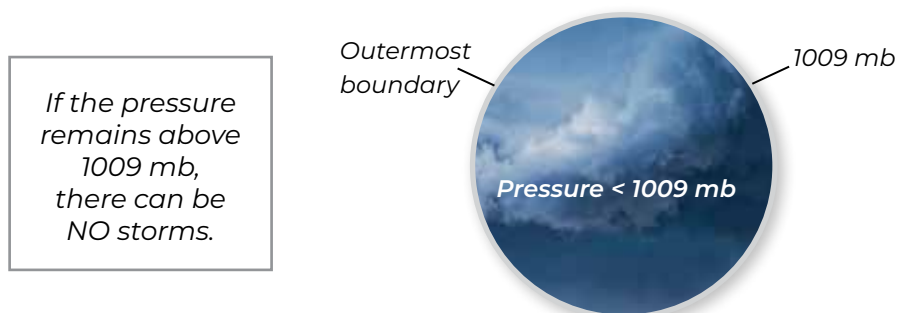 If the pressure
remains above
1009 mb,
there can be
NO storms.
Outermost
boundary
1009 mb
Pressure < 1009 mb